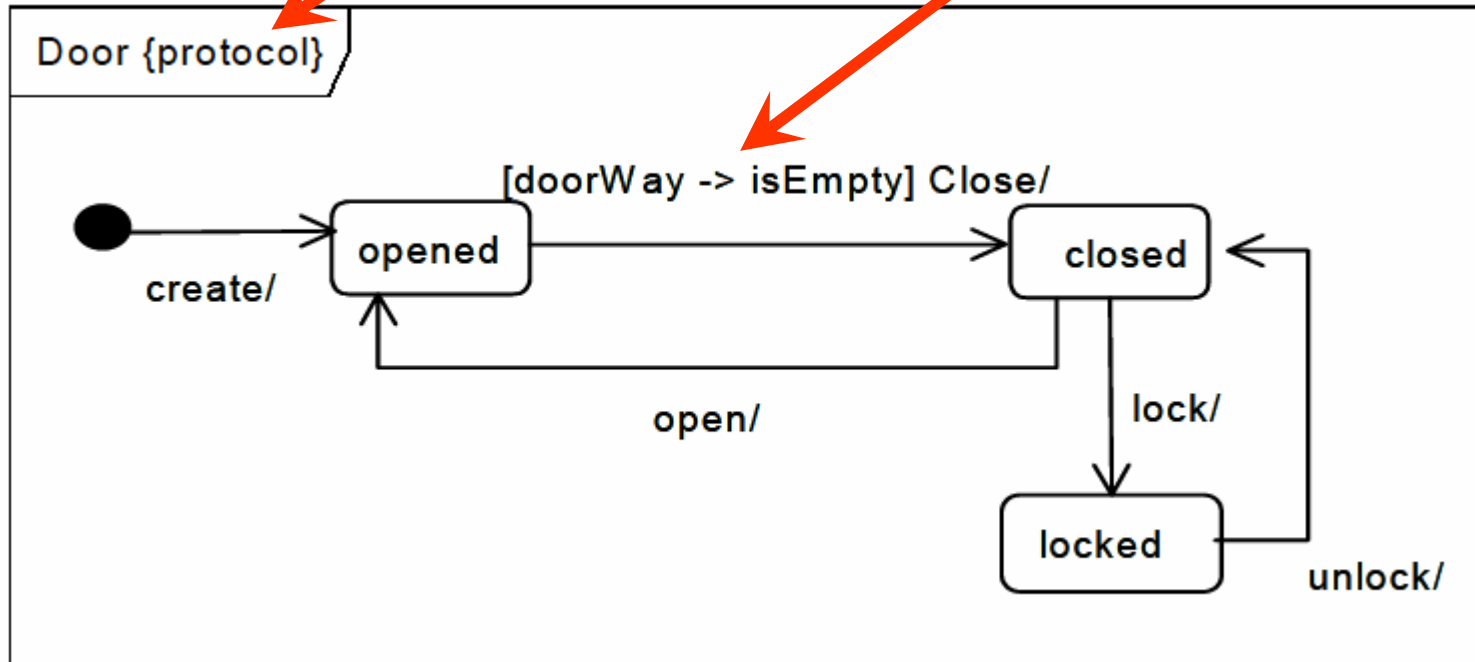 Door {protocol}
[doorWay -> isEmpty] Close/
opened
closed
create/
open/
lock/
locked
unlock/